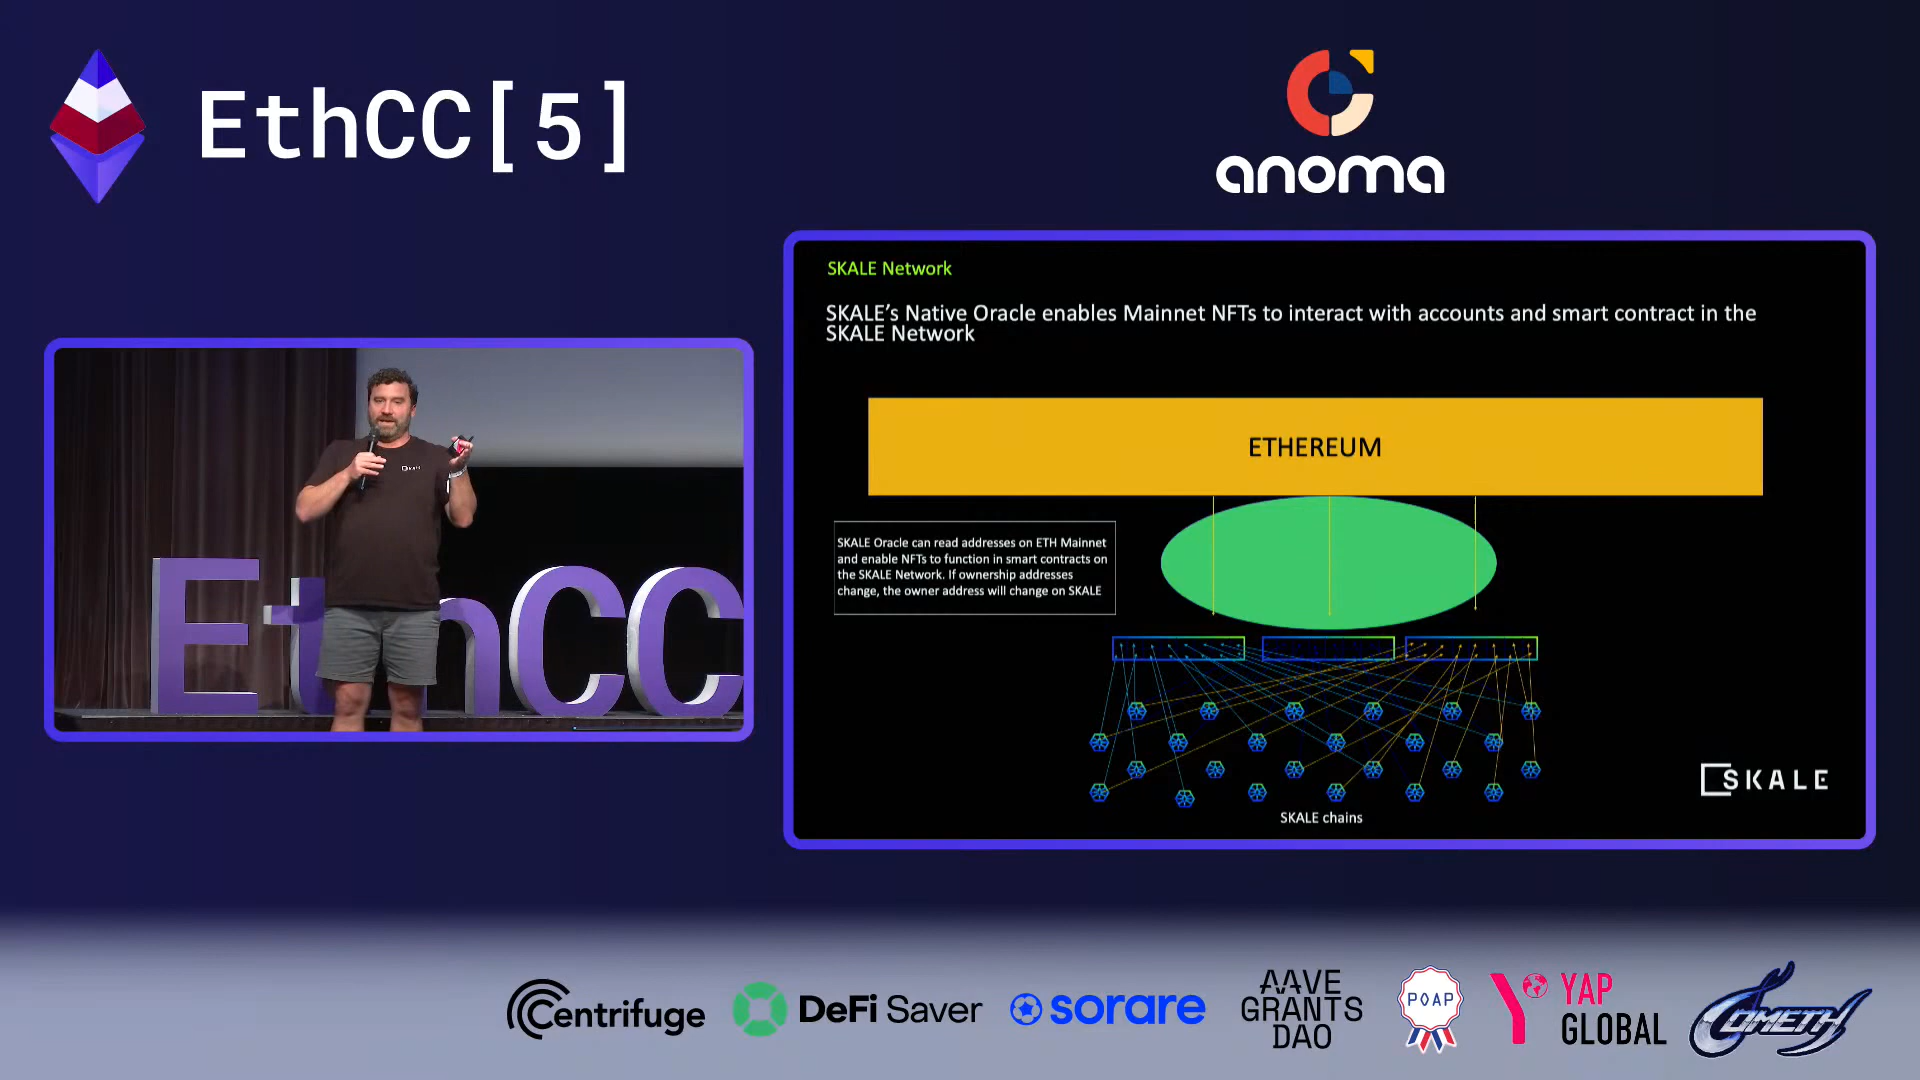 EthCC[5]
anoma
SKALE Network
SKALE's Native Oracle enables Mainnet NFTs to interact with accounts and smart contract in the
SKALE Network
ETHEREUM
SKALE Oracle can read addresses on ETH Mainnet
and enable NFTs to function in smart contracts on
the SKALE Network. If ownership addresses
change, the owner address will change on SKALE
SKALE chains
SKALE
EthCC
Centrifuge
DeFi Saver
sorare
AAVE
GRANTS
DAO
POAP
YAP
GLOBAL
COMETH